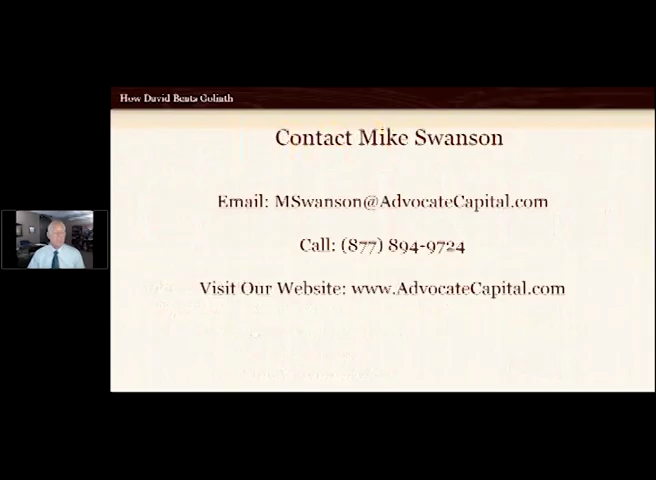 How David Beats Goliath
Contact Mike Swanson
Email: MSwanson@AdvocateCapital.com
Call: (877) 894-9724
Visit Our Website: www.AdvocateCapital.com